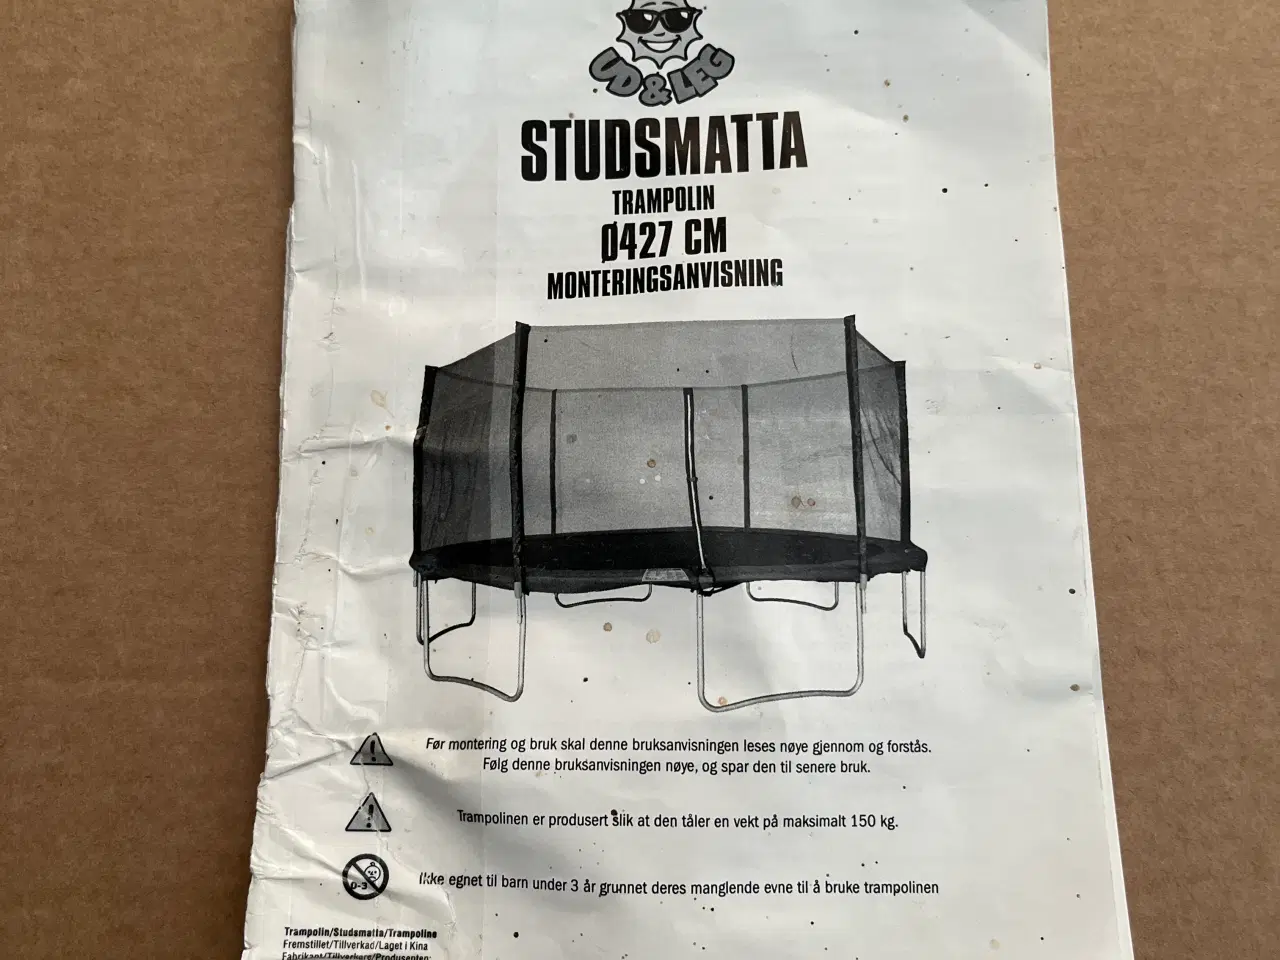 UD & LEG
STUDSMATTA
TRAMPOLIN
Ø427 CM
MONTERINGSANVISNING
Før montering og bruk skal denne bruksanvisningen leses nøye gjennom og forstås.
Følg denne bruksanvisningen nøye, og spar den til senere bruk.
Trampolinen er produsert slik at den tåler en vekt på maksimalt 150 kg.
0-3
Ikke egnet til barn under 3 år grunnet deres manglende evne til å bruke trampolinen
Trampolin/Studsmatta/Trampoline
Fremstillet/Tillverkad/Laget i Kina
Fabrikant/Tillverkare/Produsenten: